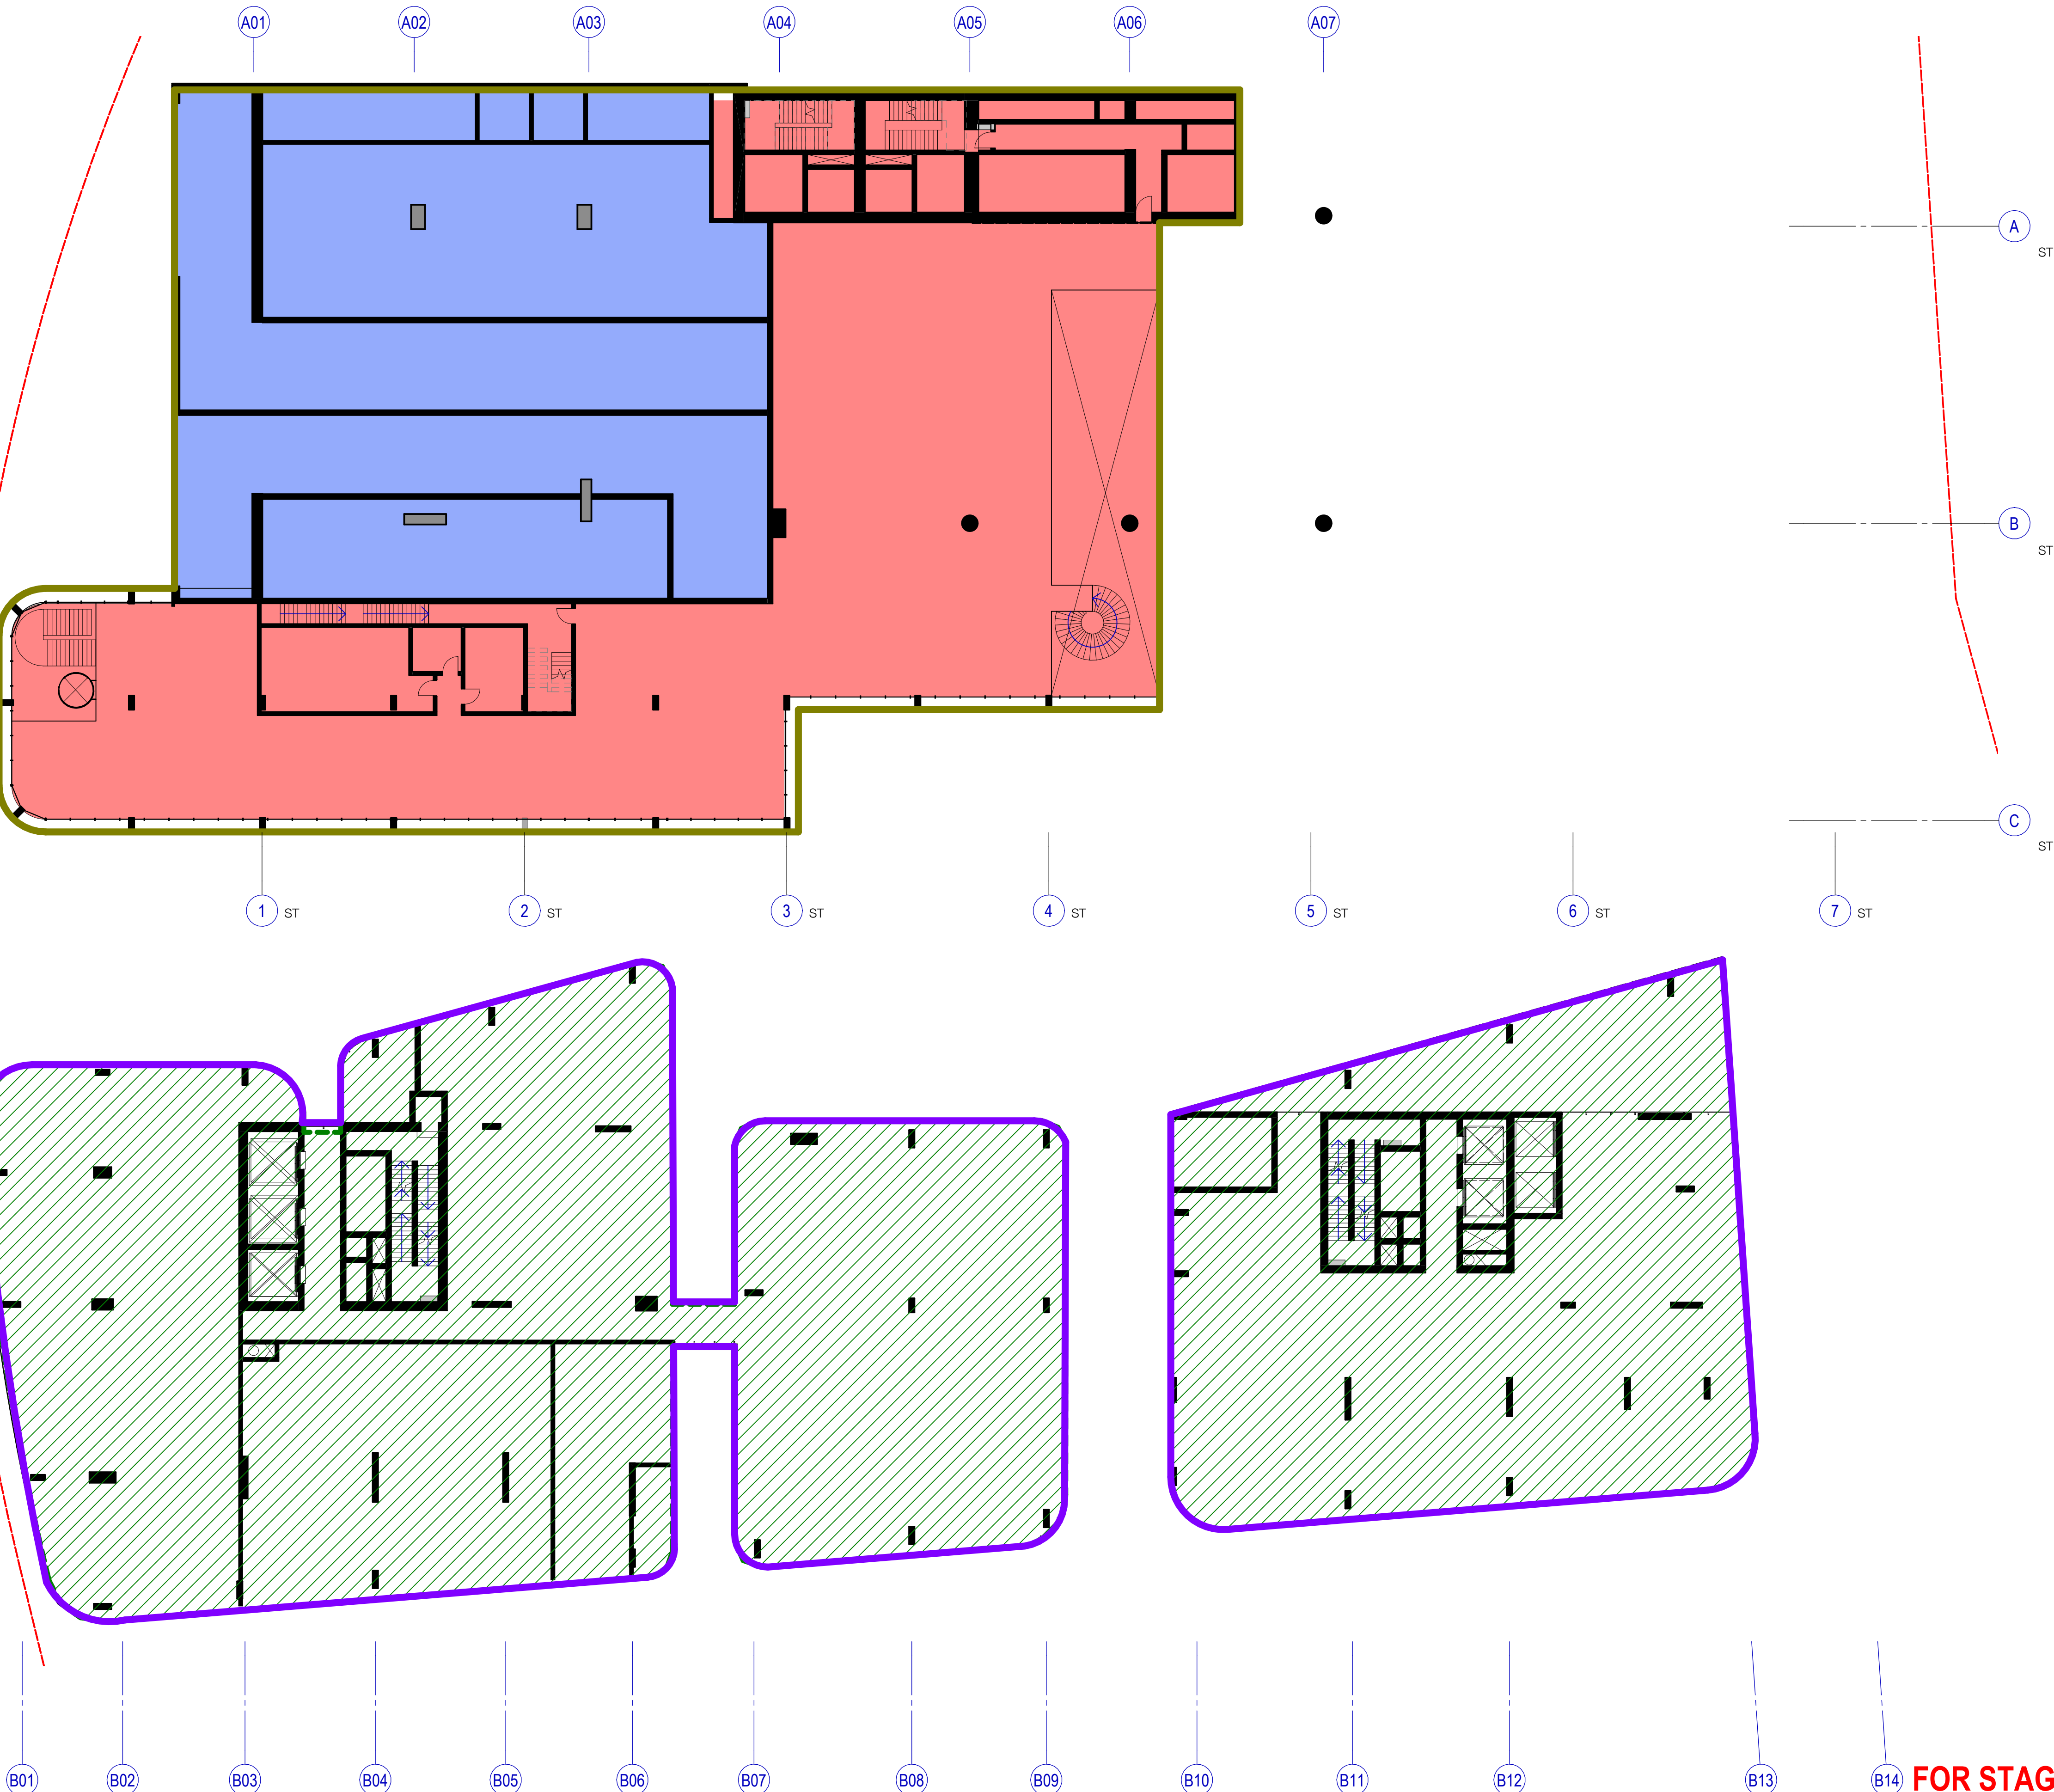 A01 A02 A03 A04 A05 A06 A07
A
ST
B
ST
C
ST
1 ST 2 ST 3 ST 4 ST 5 ST 6 ST 7 ST
B01 B02 B03 B04 B05 B06 B07 B08 B09 B10 B11 B12 B13 B14 FOR STAG